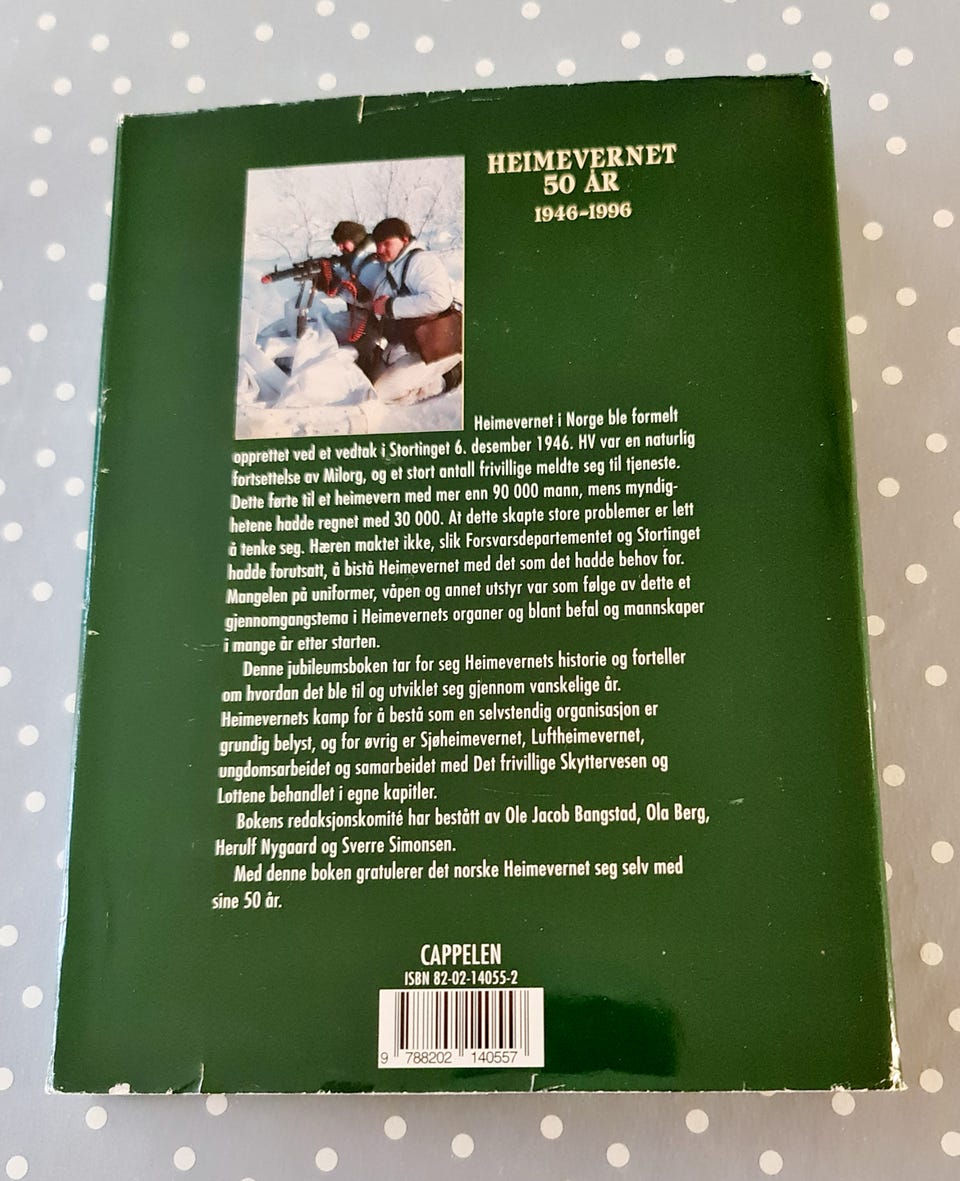 HEIMEVERNET
50 ÅR
1946-1996
Heimevernet i Norge ble formelt
opprettet ved et vedtak i Stortinget 6. desember 1946. HV var en naturlig
fortsettelse av Milorg, og et stort antall frivillige meldte seg til tjeneste.
Dette førte til et heimevern med mer enn 90 000 mann, mens myndig-
hetene hadde regnet med 30 000. At dette skapte store problemer er lett
å tenke seg. Hæren maktet ikke, slik Forsvarsdepartementet og Stortinget
hadde forutsatt, å bistå Heimevernet med det som det hadde behov for.
Mangelen på uniformer, våpen og annet utstyr var som følge av dette et
gjennomgangstema i Heimevernets organer og blant befal og mannskaper
i mange år etter starten.
Denne jubileumsboken tar for seg Heimevernets historie og forteller
om hvordan det ble til og utviklet seg gjennom vanskelige år.
Heimevernets kamp for å bestå som en selvstendig organisasjon er
grundig belyst, og for øvrig er Sjøheimevernet, Luftheimevernet,
ungdomsarbeidet og samarbeidet med Det frivillige Skyttervesen og
Lottene behandlet i egne kapitler.
Bokens redaksjonskomité har bestått av Ole Jacob Bangstad, Ola Berg,
Herulf Nygaard og Sverre Simonsen.
Med denne boken gratulerer det norske Heimevernet seg selv med
sine 50 år.
CAPPELEN
ISBN 82-02-14055-2
9 788202 140557